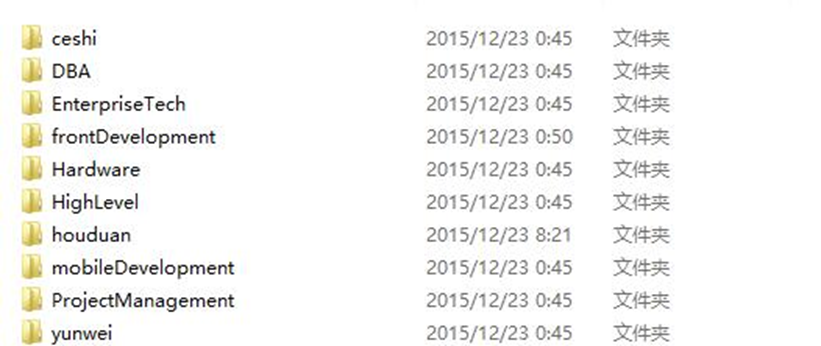 ceshi 2015/12/23 0:45 文件夹
DBA 2015/12/23 0:45 文件夹
EnterpriseTech 2015/12/23 0:45 文件夹
frontDevelopment 2015/12/23 0:50 文件夹
Hardware 2015/12/23 0:45 文件夹
HighLevel 2015/12/23 0:45 文件夹
houduan 2015/12/23 8:21 文件夹
mobileDevelopment 2015/12/23 0:45 文件夹
ProjectManagement 2015/12/23 0:45 文件夹
yunwei 2015/12/23 0:45 文件夹